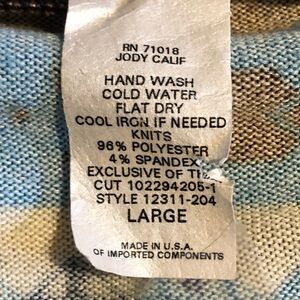 RN 71018
JODY CALIF
HAND WASH
COLD WATER
FLAT DRY
COOL IRON IF NEEDED
KNITS
96% POLYESTER
4% SPANDEX
EXCLUSIVE OF THE
CUT 102294205-1
STYLE 12311-204
LARGE
MADE IN U.S.A.
OF IMPORTED COMPONENTS